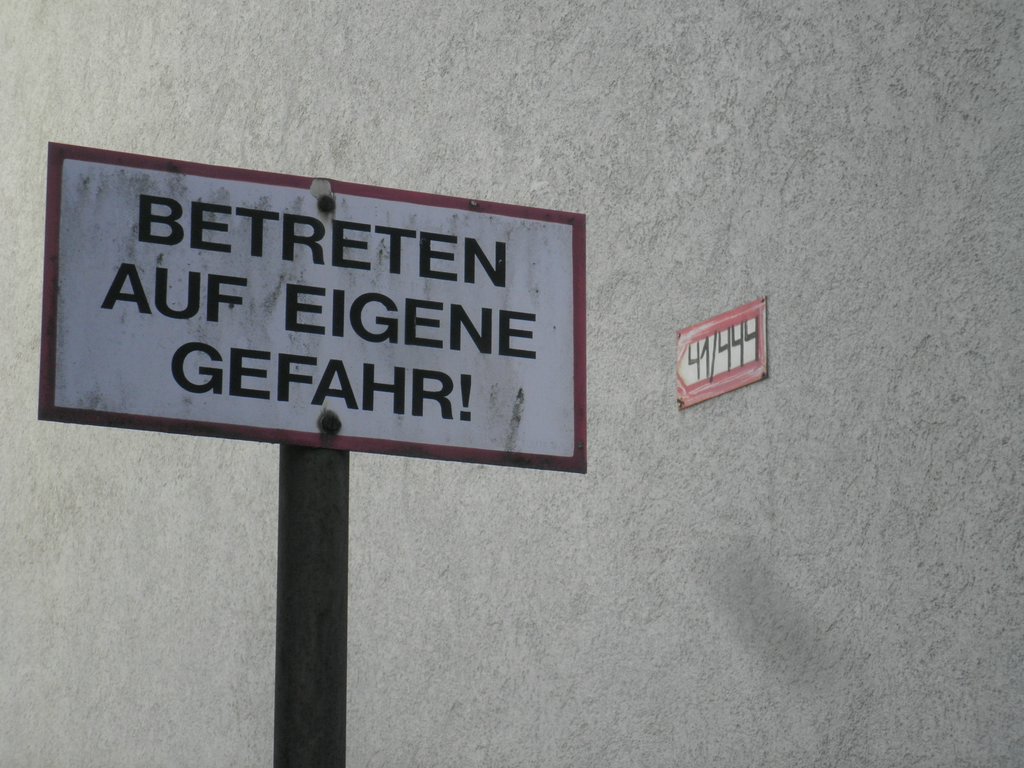 BETRETEN
AUF EIGENE
GEFAHR!
41/444